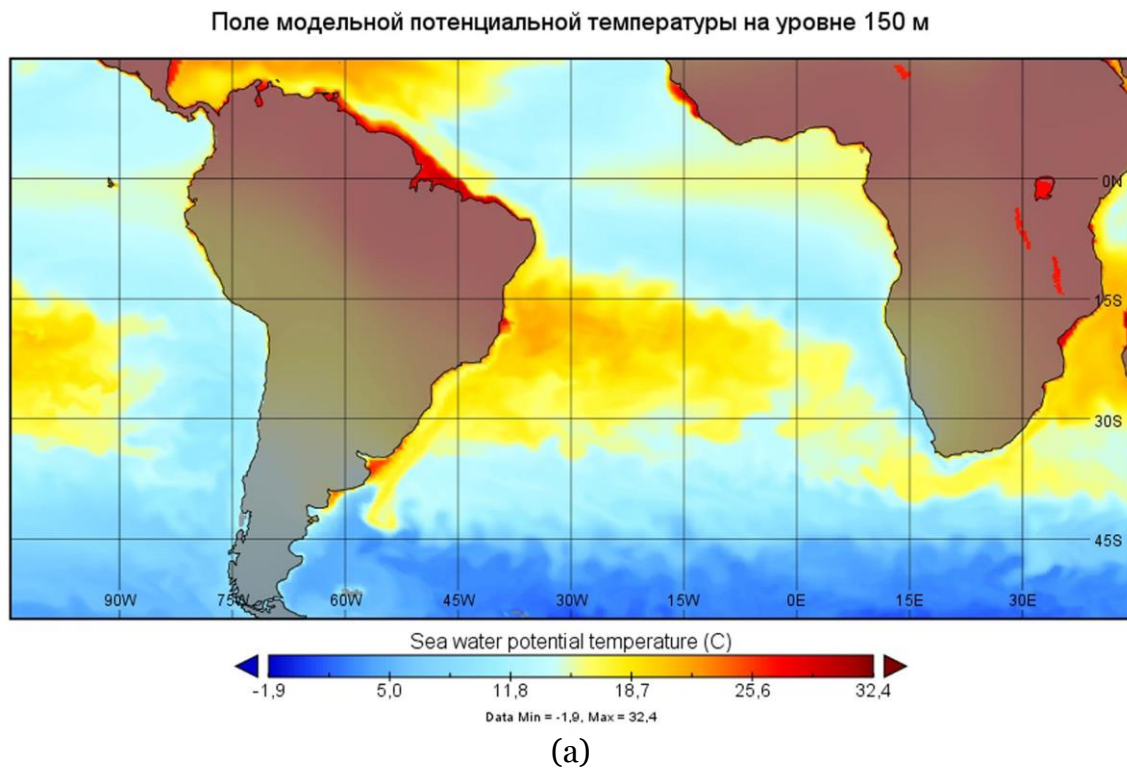 Поле модельной потенциальной температуры на уровне 150 м
0N
15S
30S
45S
90W 75W 60W 45W 30W 15W 0E 15E 30E
Sea water potential temperature (C)
-1,9 5,0 11,8 18,7 25,6 32,4
Data Min = -1,9, Max = 32,4
(a)